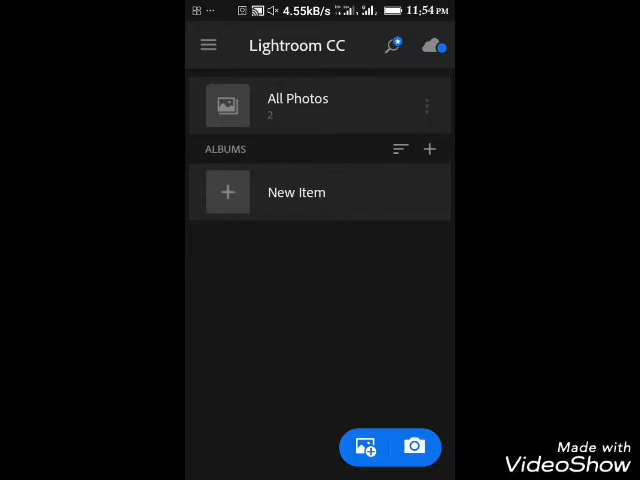 4.55kB/s 11:54 PM
Lightroom CC
All Photos
2
ALBUMS
New Item
Made with
VideoShow